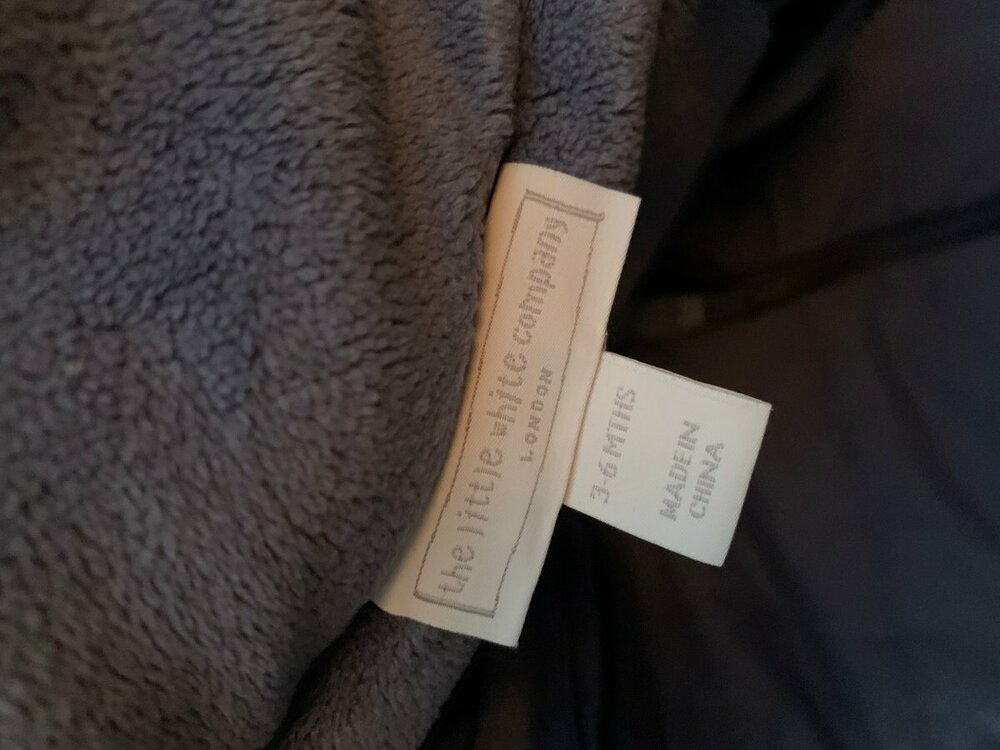 the little white company
LONDON
3-6 MTHS
MADE IN
CHINA